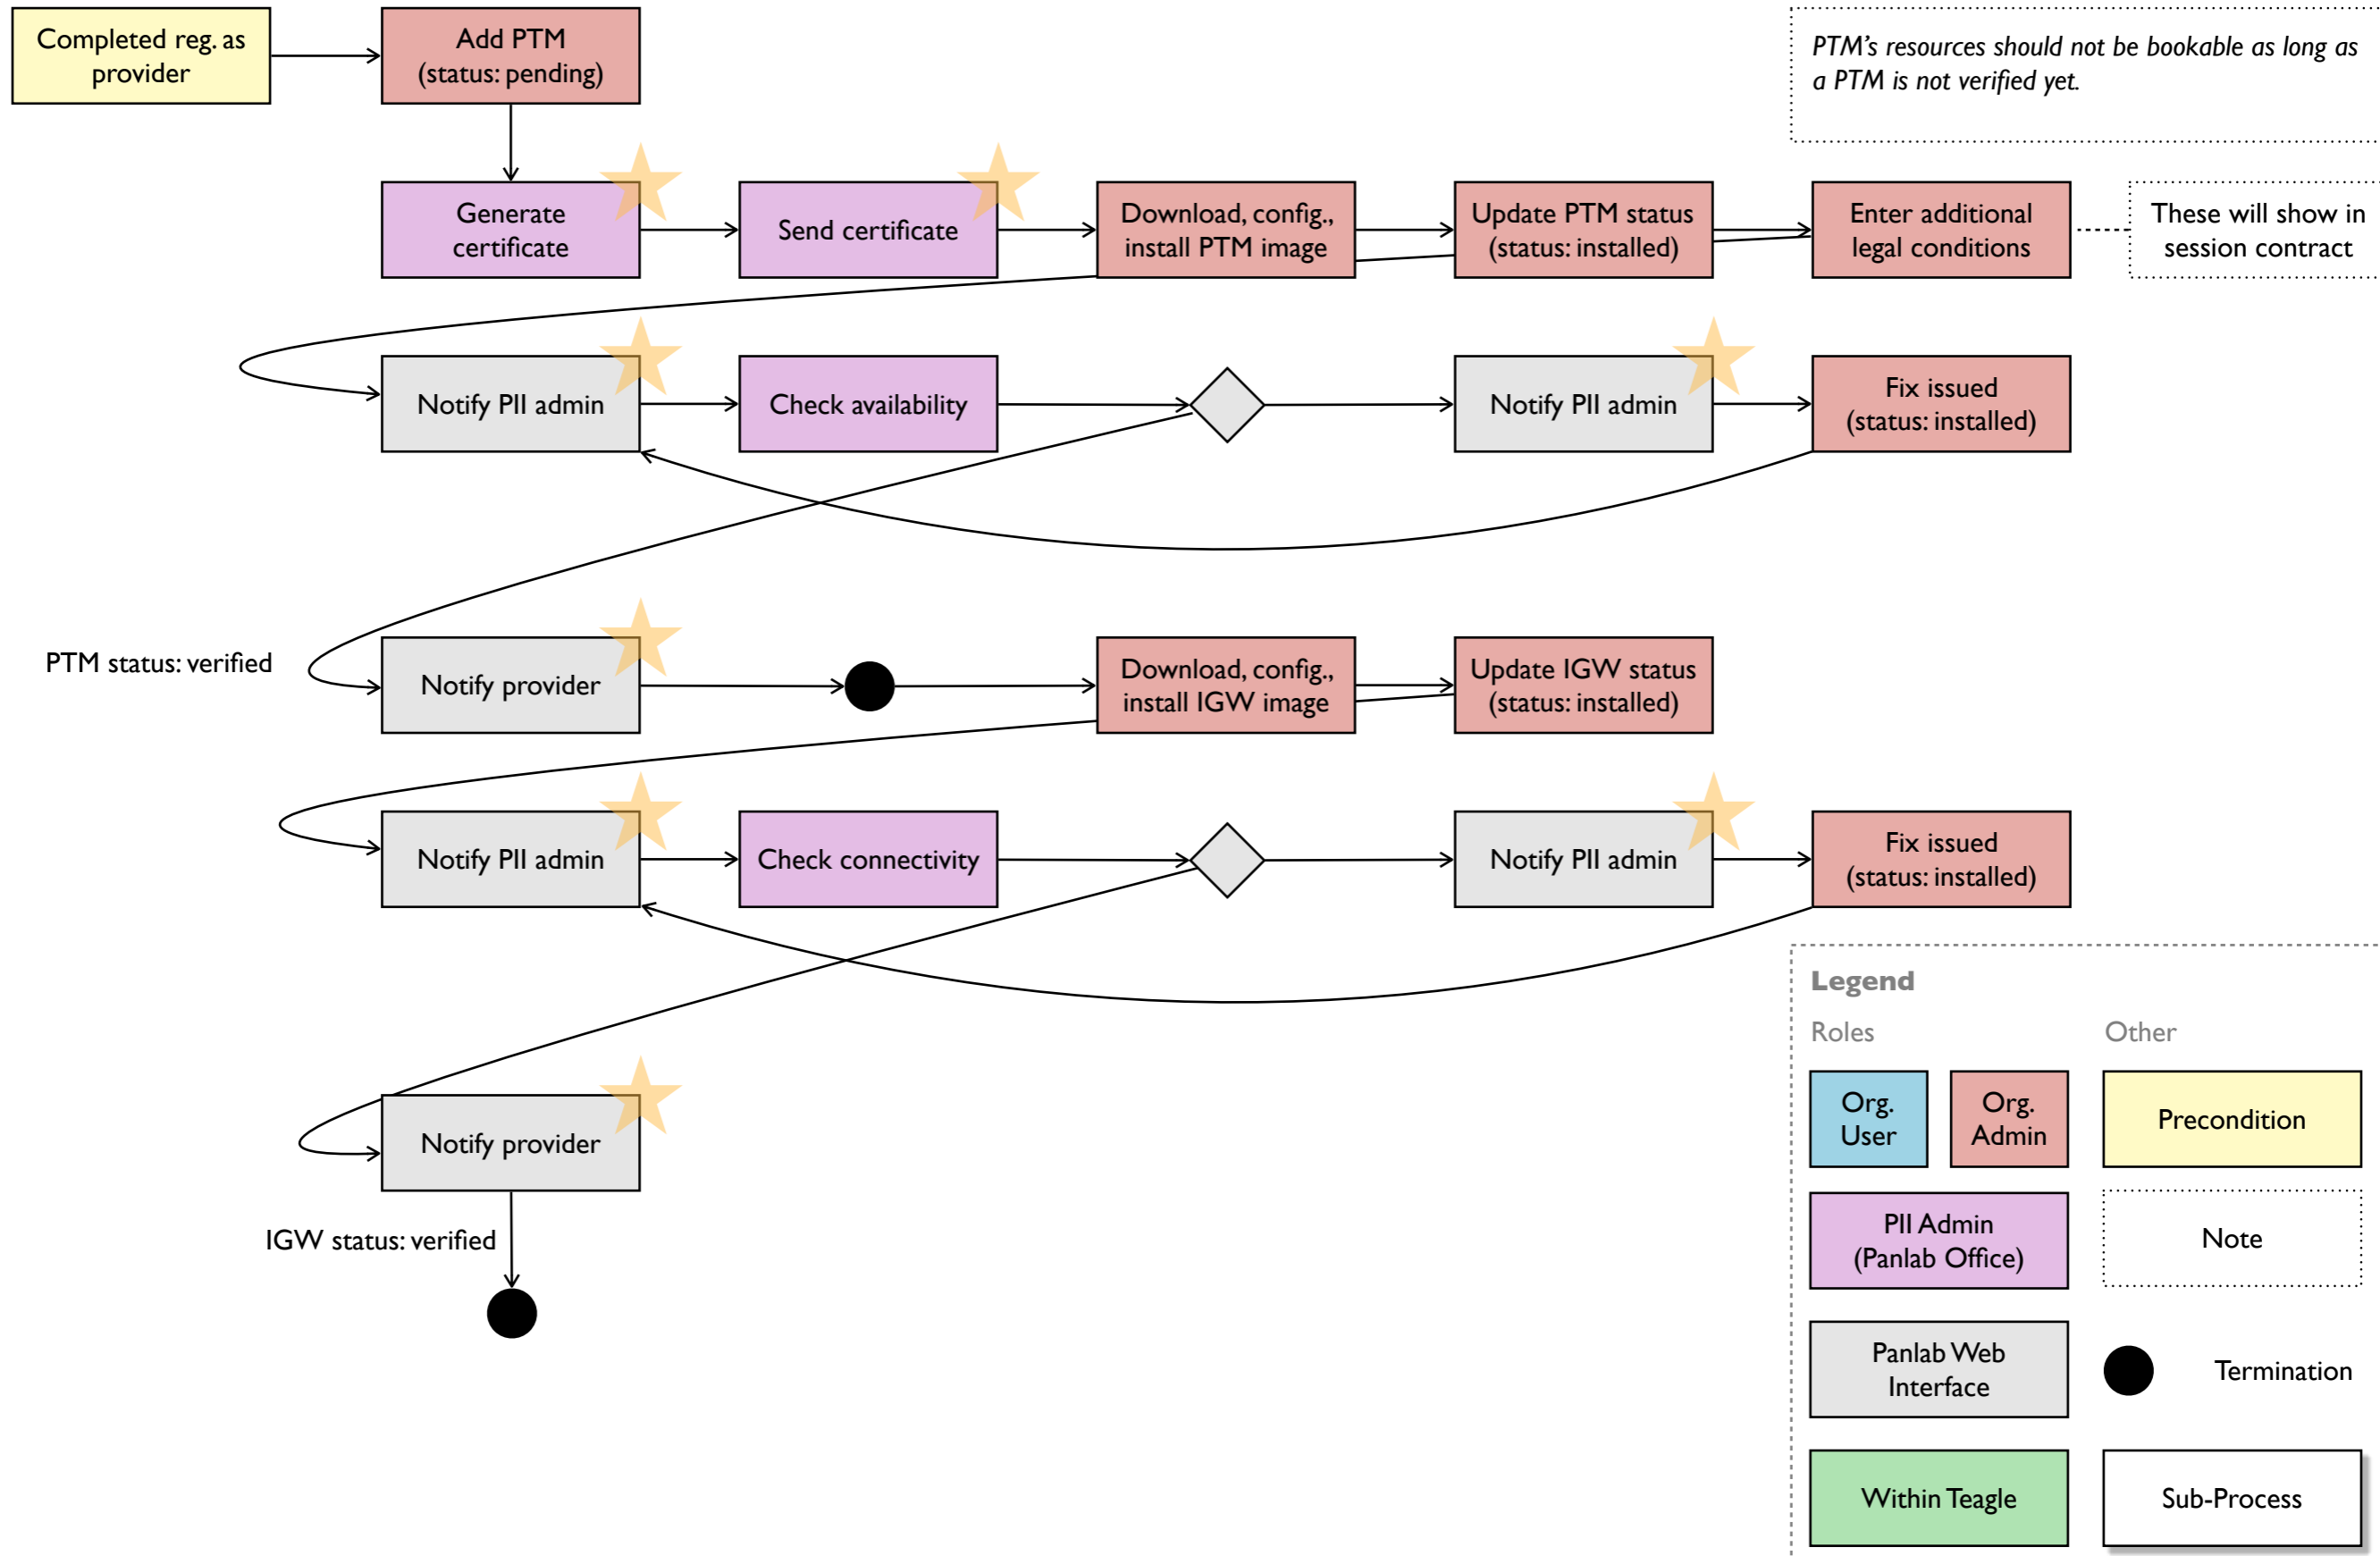 Completed reg. as
provider
Add PTM
(status: pending)
PTM's resources should not be bookable as long as
a PTM is not verified yet.
Generate
certificate
Send certificate
Download, config.,
install PTM image
Update PTM status
(status: installed)
Enter additional
legal conditions
These will show in
session contract
Notify PII admin
Check availability
Notify PII admin
Fix issued
(status: installed)
PTM status: verified
Notify provider
Download, config.,
install IGW image
Update IGW status
(status: installed)
Notify PII admin
Check connectivity
Notify PII admin
Fix issued
(status: installed)
Notify provider
IGW status: verified
Legend
Roles
Other
Org.
User
Org.
Admin
Precondition
PII Admin
(Panlab Office)
Note
Panlab Web
Interface
Termination
Within Teagle
Sub-Process